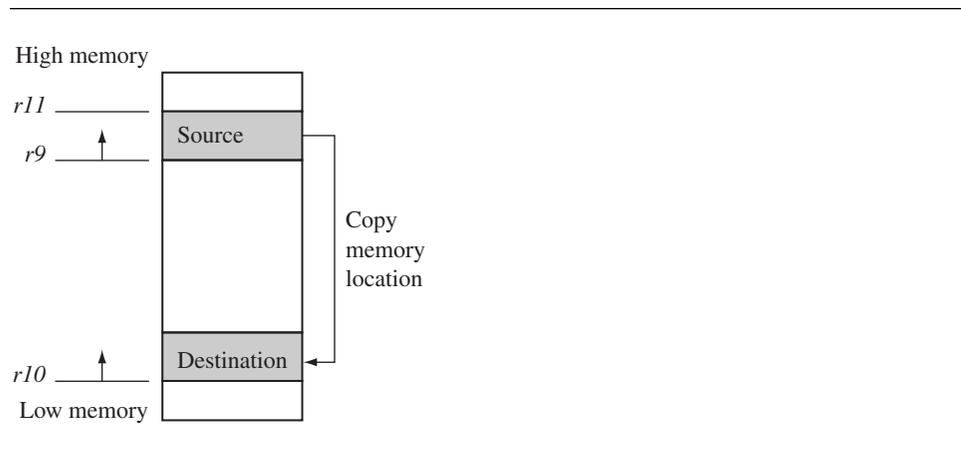 High memory
r11
Source
r9
Copy
memory
location
Destination
r10
Low memory